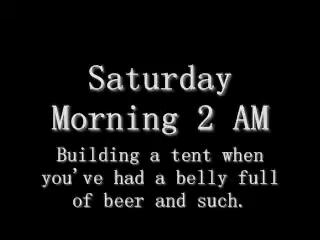 Saturday
Morning 2 AM
Building a tent when
you've had a belly full
of beer and such.